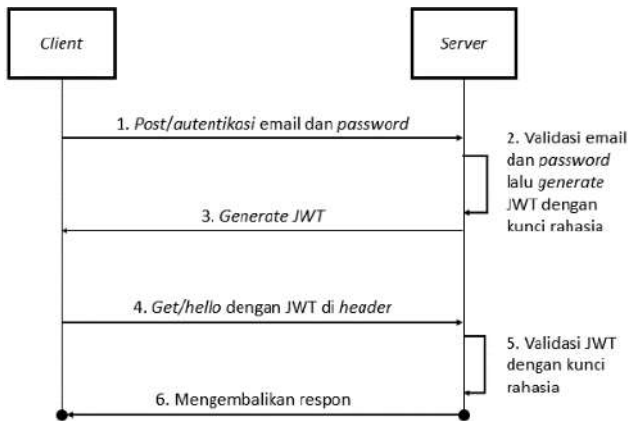 Client
Server
1. Post/autentikasi email dan password
2. Validasi email
dan password
lalu generate
JWT dengan
kunci rahasia
3. Generate JWT
4. Get/hello dengan JWT di header
5. Validasi JWT
dengan kunci
rahasia
6. Mengembalikan respon